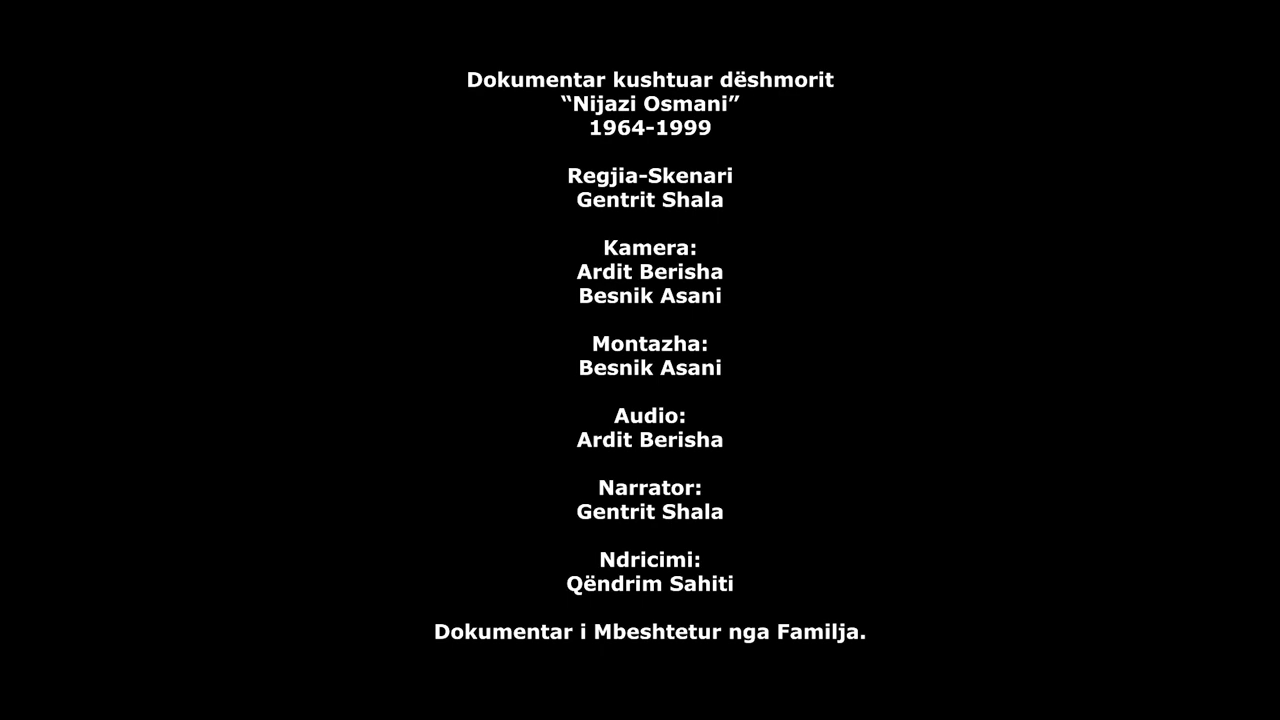 Dokumentar kushtuar dëshmorit
“Nijazi Osmani”
1964-1999
Regjia-Skenari
Gentrit Shala
Kamera:
Ardit Berisha
Besnik Asani
Montazha:
Besnik Asani
Audio:
Ardit Berisha
Narrator:
Gentrit Shala
Ndricimi:
Qëndrim Sahiti
Dokumentar i Mbeshtetur nga Familja.